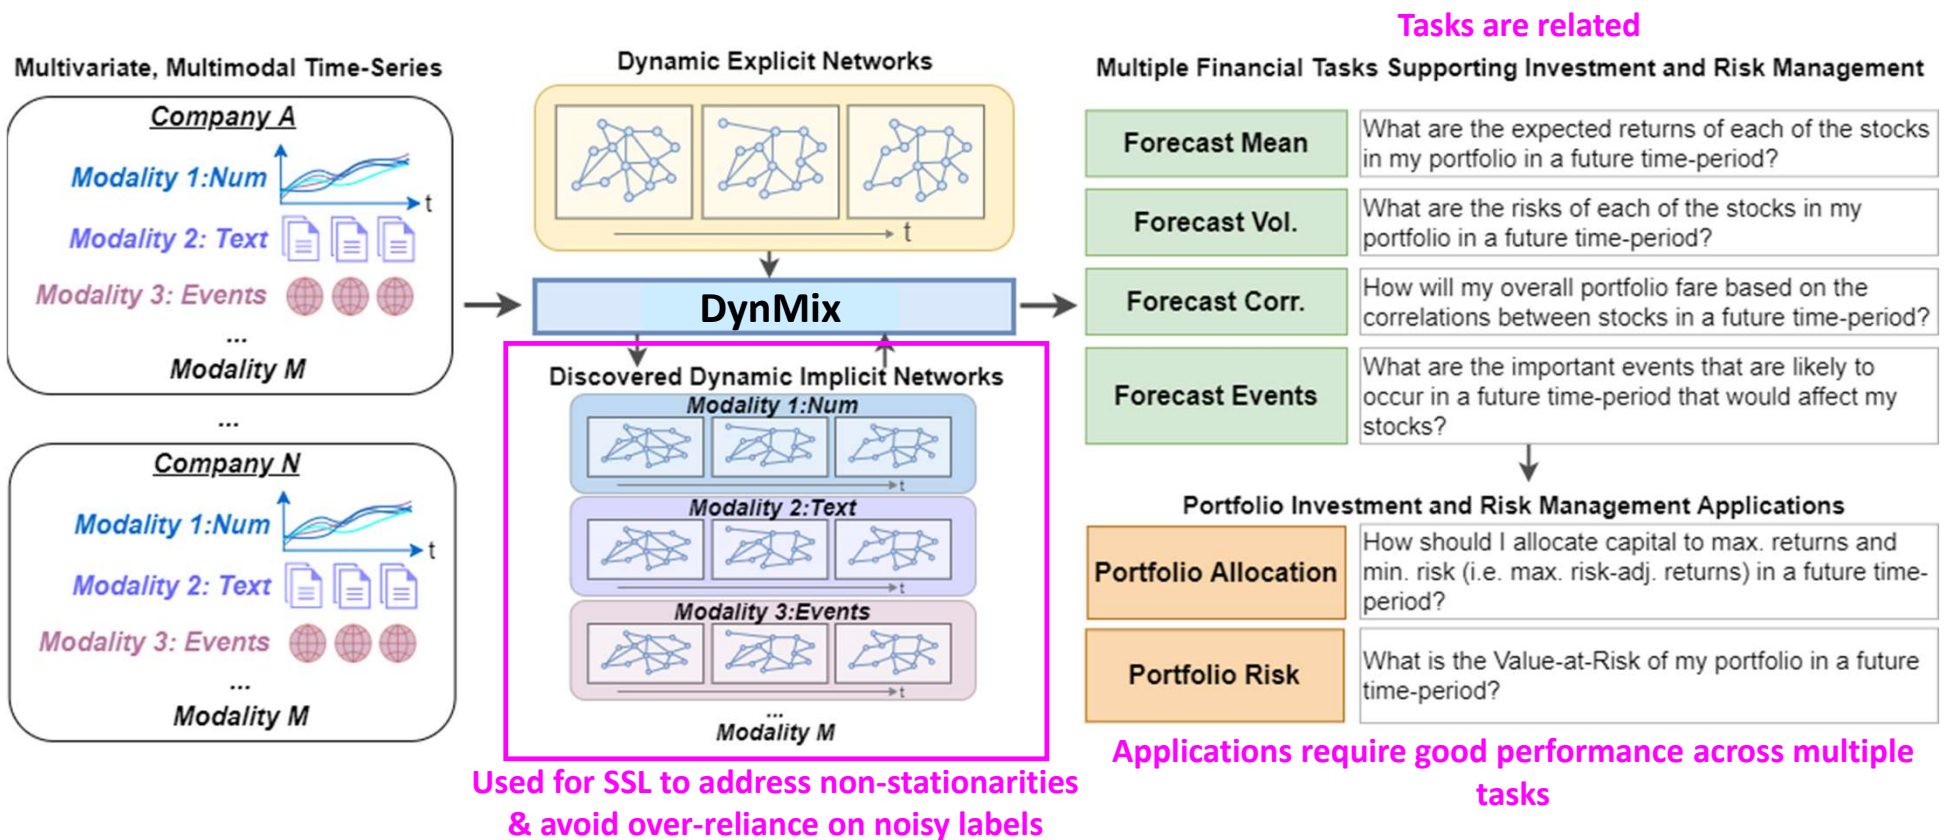 Multivariate, Multimodal Time-Series
Company A
Modality 1:Num
t
Modality 2: Text
Modality 3: Events
...
Modality M
...
Company N
Modality 1:Num
t
Modality 2: Text
Modality 3: Events
...
Modality M
Dynamic Explicit Networks
t
DynMix
Discovered Dynamic Implicit Networks
Modality 1:Num
t
Modality 2:Text
t
Modality 3:Events
t
...
Modality M
Used for SSL to address non-stationarities
& avoid over-reliance on noisy labels
Tasks are related
Multiple Financial Tasks Supporting Investment and Risk Management
Forecast Mean
What are the expected returns of each of the stocks
in my portfolio in a future time-period?
Forecast Vol.
What are the risks of each of the stocks in my
portfolio in a future time-period?
Forecast Corr.
How will my overall portfolio fare based on the
correlations between stocks in a future time-period?
Forecast Events
What are the important events that are likely to
occur in a future time-period that would affect my
stocks?
Portfolio Investment and Risk Management Applications
Portfolio Allocation
How should I allocate capital to max. returns and
min. risk (i.e. max. risk-adj. returns) in a future time-
period?
Portfolio Risk
What is the Value-at-Risk of my portfolio in a future
time-period?
Applications require good performance across multiple
tasks